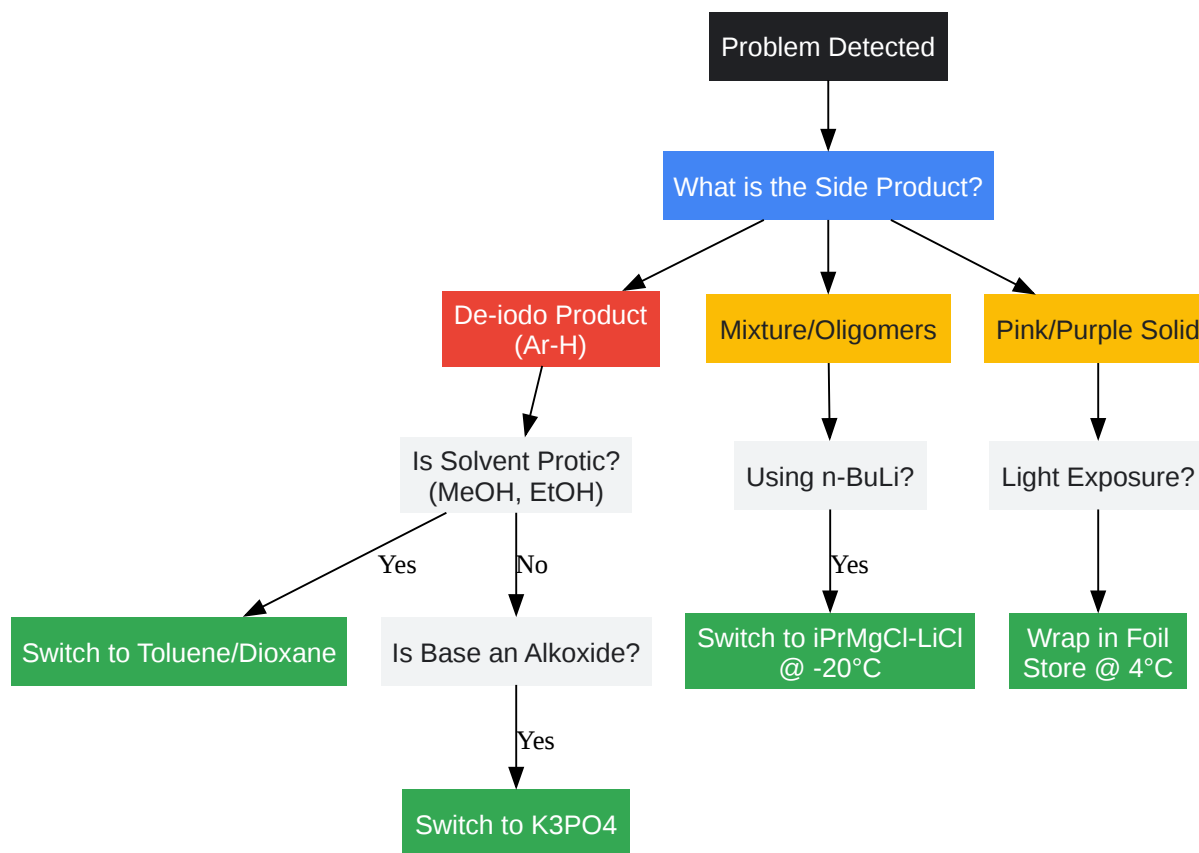 Problem Detected
What is the Side Product?
De-iodo Product
(Ar-H)
Mixture/Oligomers
Pink/Purple Solid
Is Solvent Protic?
(MeOH, EtOH)
Using n-BuLi?
Light Exposure?
Yes
No
Yes
Switch to Toluene/Dioxane
Is Base an Alkoxide?
Switch to iPrMgCl-LiCl
@ -20°C
Wrap in Foil
Store @ 4°C
Yes
Switch to K3PO4